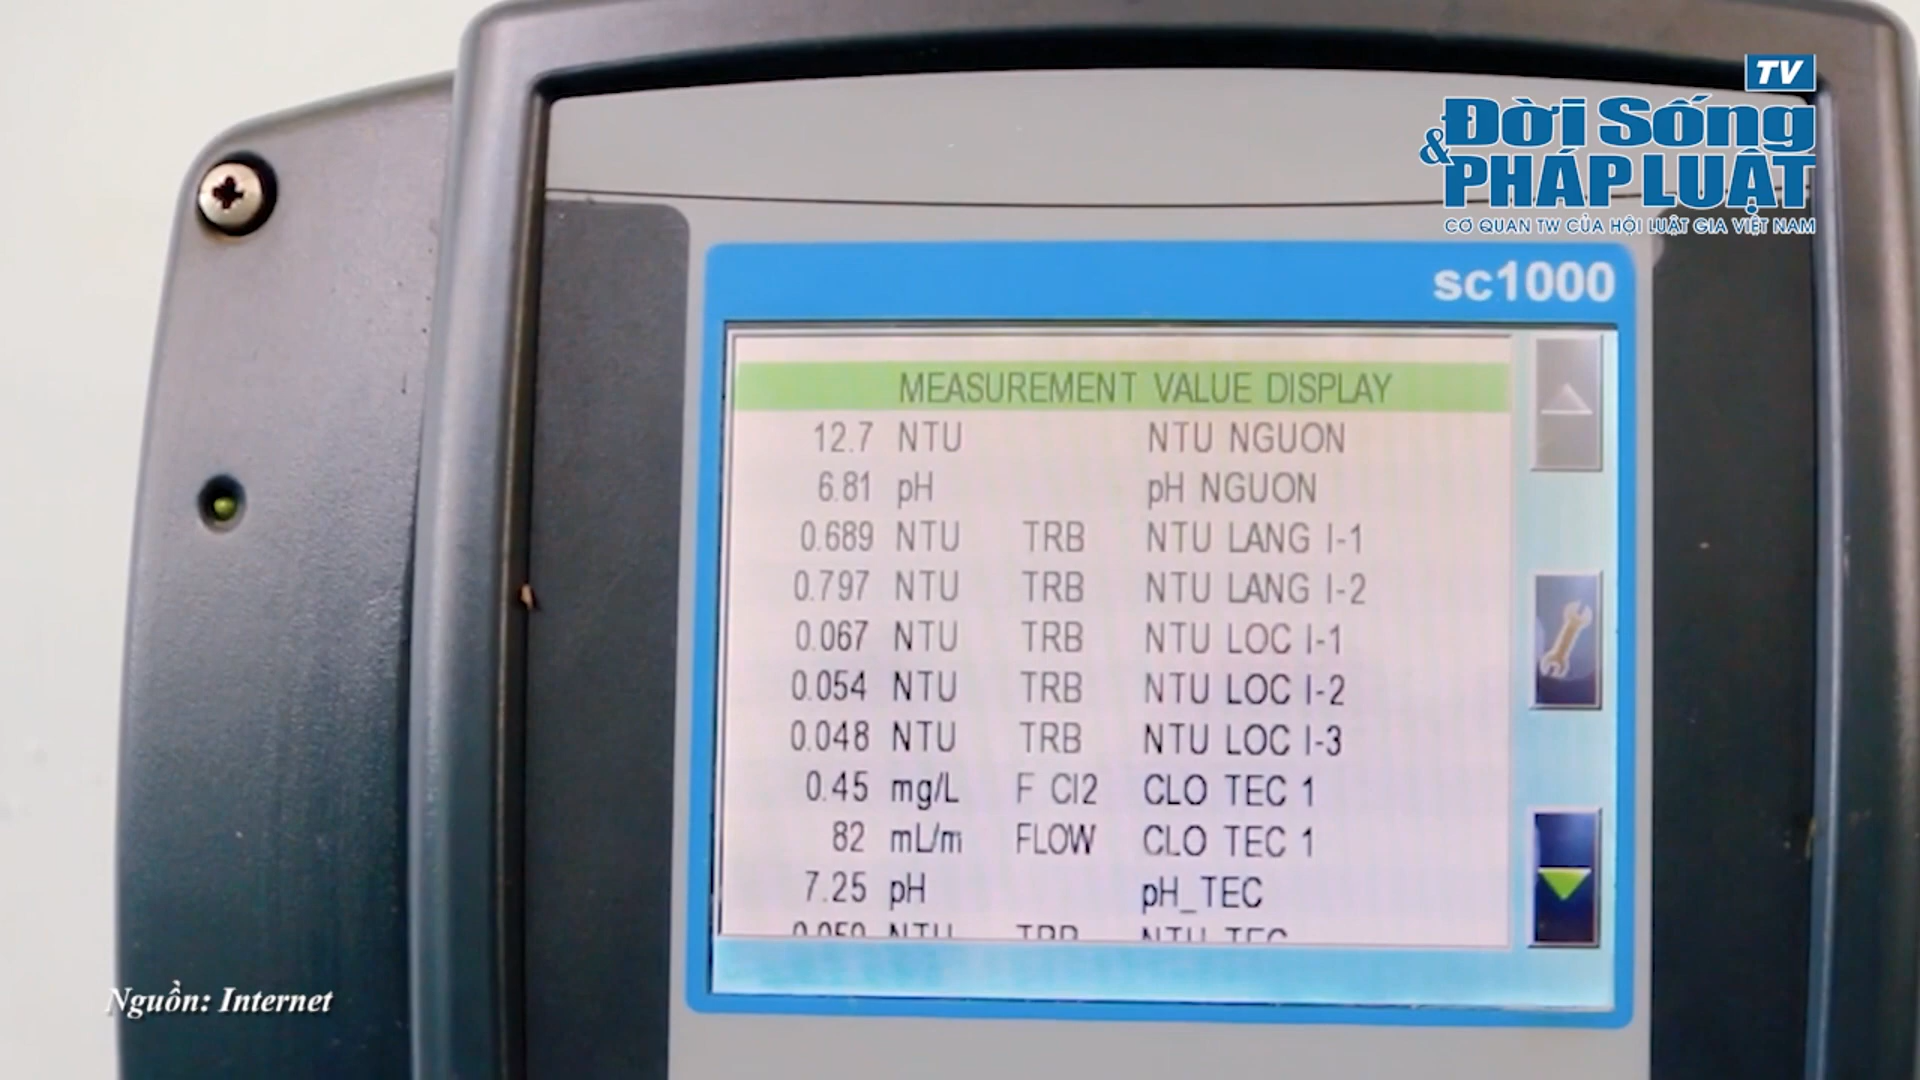 TV
Đời Sống
& PHÁP LUẬT
CƠ QUAN TW CỦA HỘI LUẬT GIA VIỆT NAM
sc1000
MEASUREMENT VALUE DISPLAY
12.7 NTU NTU NGUON
6.81 pH pH NGUON
0.689 NTU TRB NTU LANG I-1
0.797 NTU TRB NTU LANG I-2
0.067 NTU TRB NTU LOC I-1
0.054 NTU TRB NTU LOC I-2
0.048 NTU TRB NTU LOC I-3
0.45 mg/L F Cl2 CLO TEC 1
82 mL/m FLOW CLO TEC 1
7.25 pH pH_TEC
NTU TRB NTU TEC
Nguồn: Internet